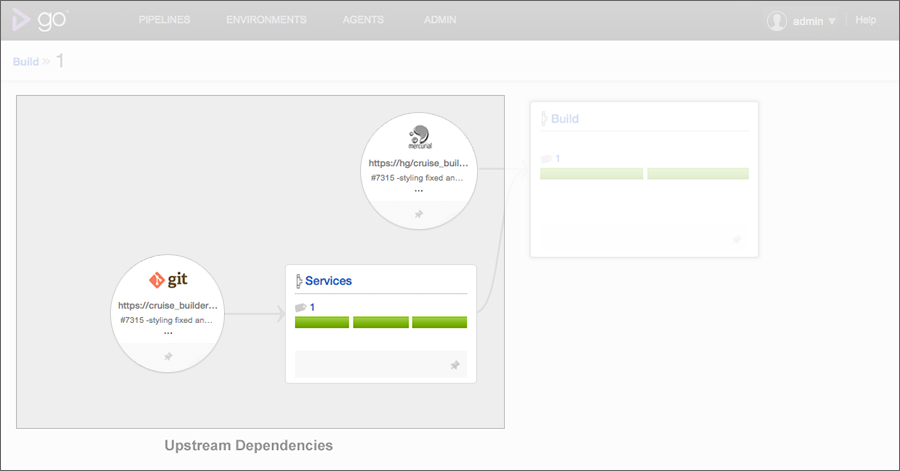 go
PIPELINES ENVIRONMENTS AGENTS ADMIN
admin
Help
Build » 1
mercurial
https://hg/cruise_buil...
#7315 -styling fixed an...
...
Build
1
git
https://cruise_builder...
#7315 -styling fixed an...
...
Services
1
Upstream Dependencies